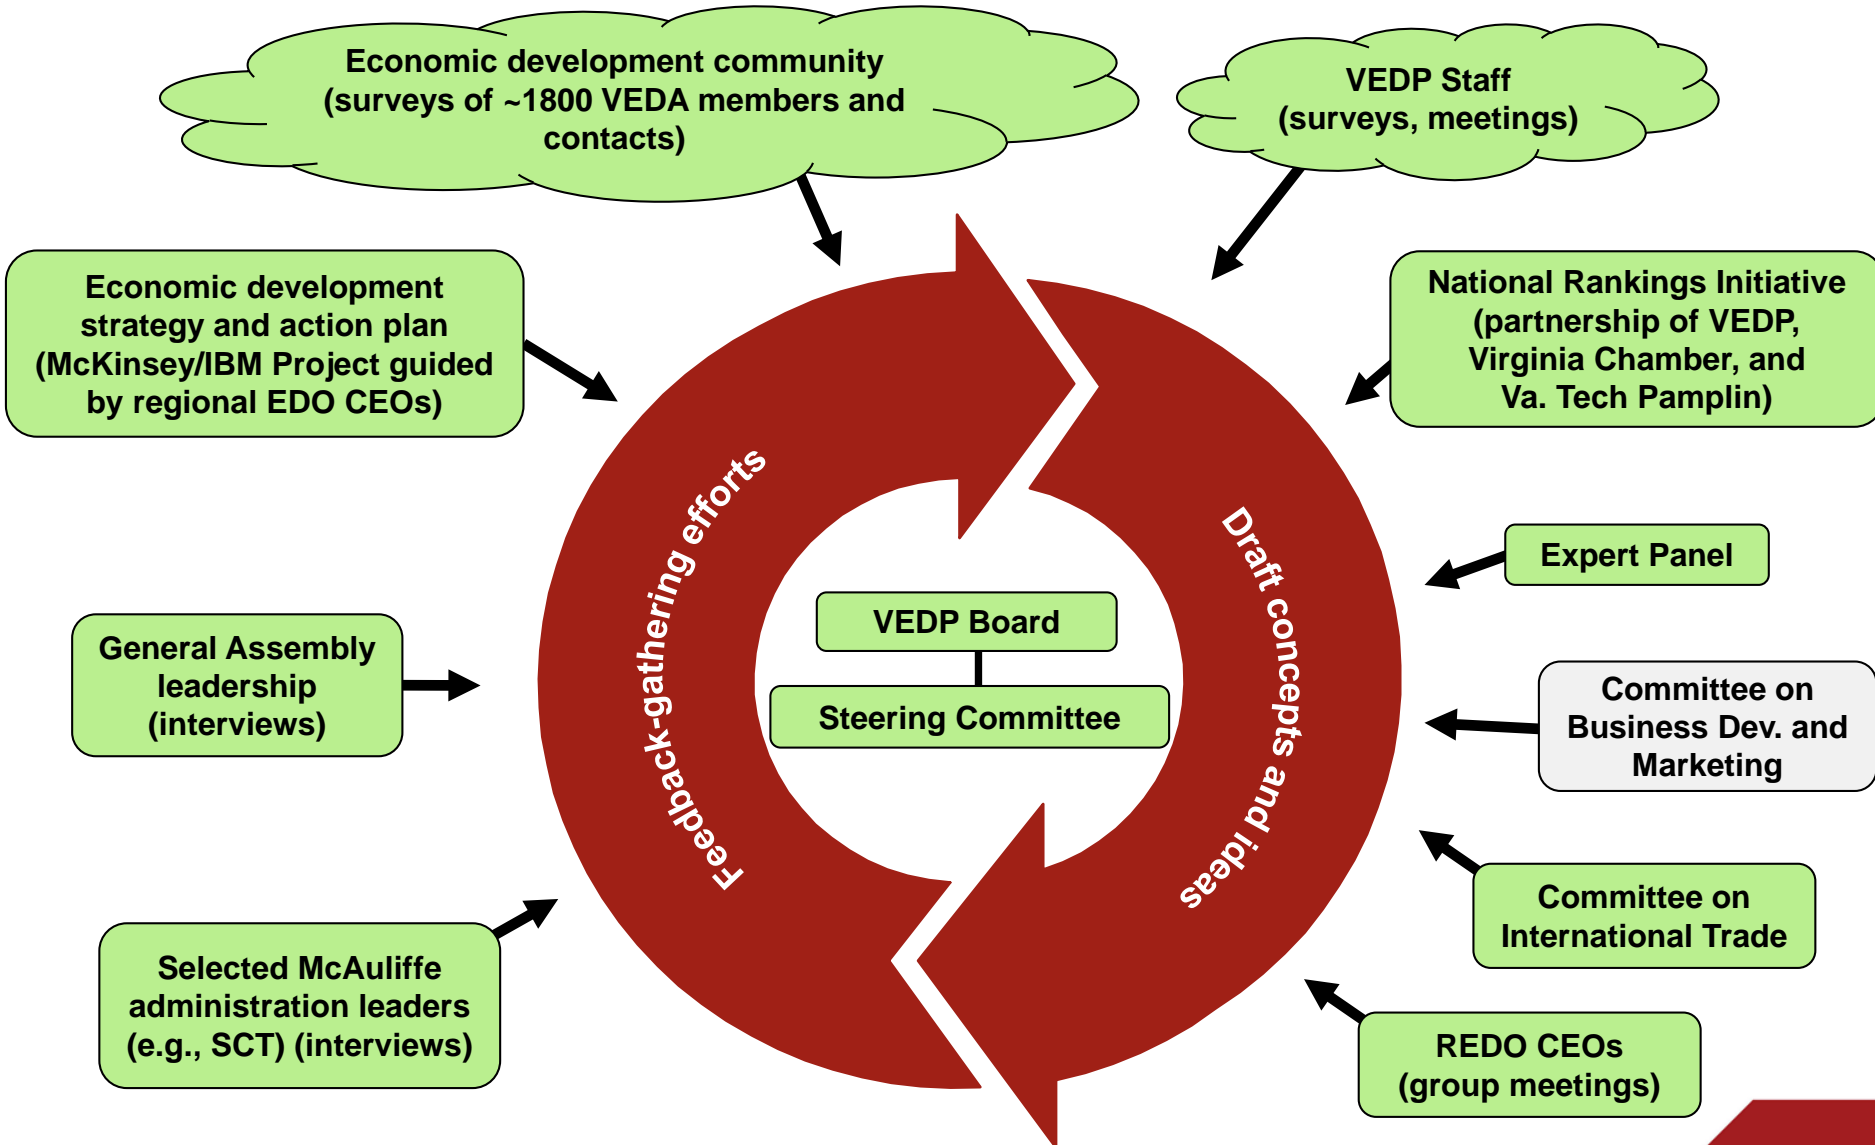 Economic development community
(surveys of ~1800 VEDA members and
contacts)
VEDP Staff
(surveys, meetings)
Economic development
strategy and action plan
(McKinsey/IBM Project guided
by regional EDO CEOs)
National Rankings Initiative
(partnership of VEDP,
Virginia Chamber, and
Va. Tech Pamplin)
Feedback-gathering efforts
Draft concepts and ideas
Expert Panel
VEDP Board
Steering Committee
General Assembly
leadership
(interviews)
Committee on
Business Dev. and
Marketing
Committee on
International Trade
Selected McAuliffe
administration leaders
(e.g., SCT) (interviews)
REDO CEOs
(group meetings)